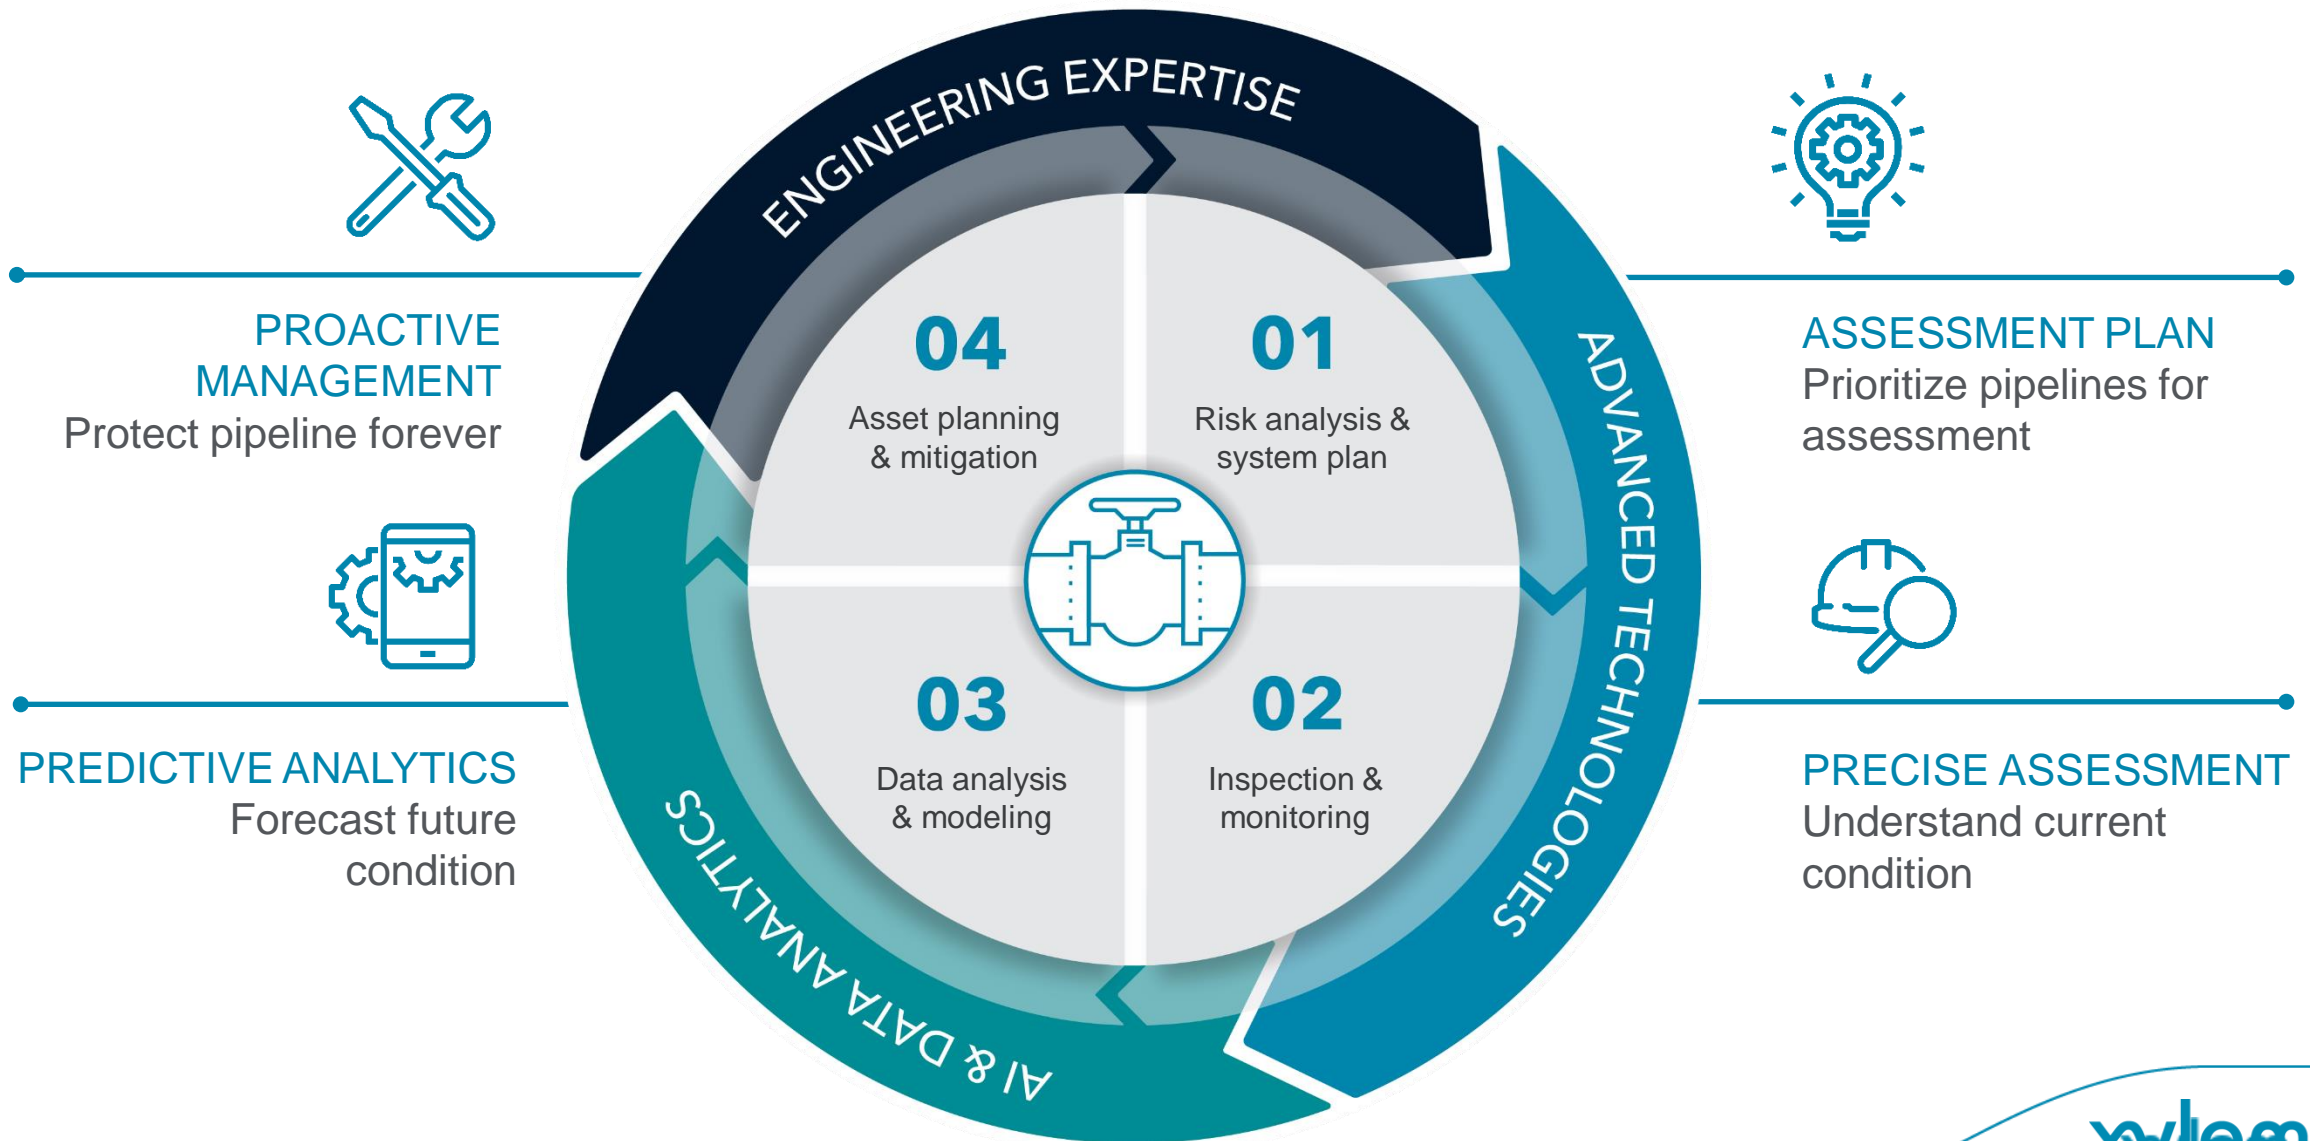 ENGINEERING EXPERTISE
ADVANCED TECHNOLOGIES
AI & DATA ANALYTICS
PROACTIVE
MANAGEMENT
Protect pipeline forever
PREDICTIVE ANALYTICS
Forecast future
condition
04
Asset planning
& mitigation
01
Risk analysis &
system plan
03
Data analysis
& modeling
02
Inspection &
monitoring
ASSESSMENT PLAN
Prioritize pipelines for
assessment
PRECISE ASSESSMENT
Understand current
condition
xylem